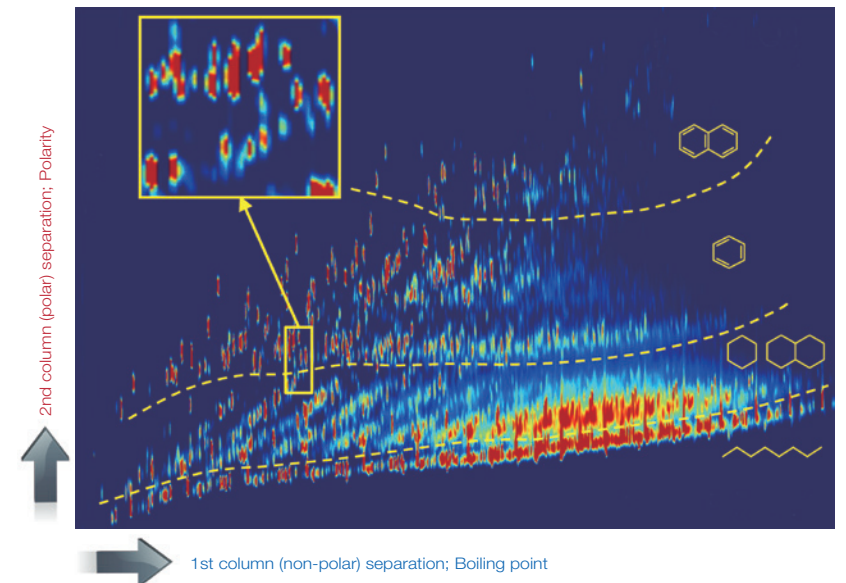 2nd column (polar) separation; Polarity
1st column (non-polar) separation; Boiling point